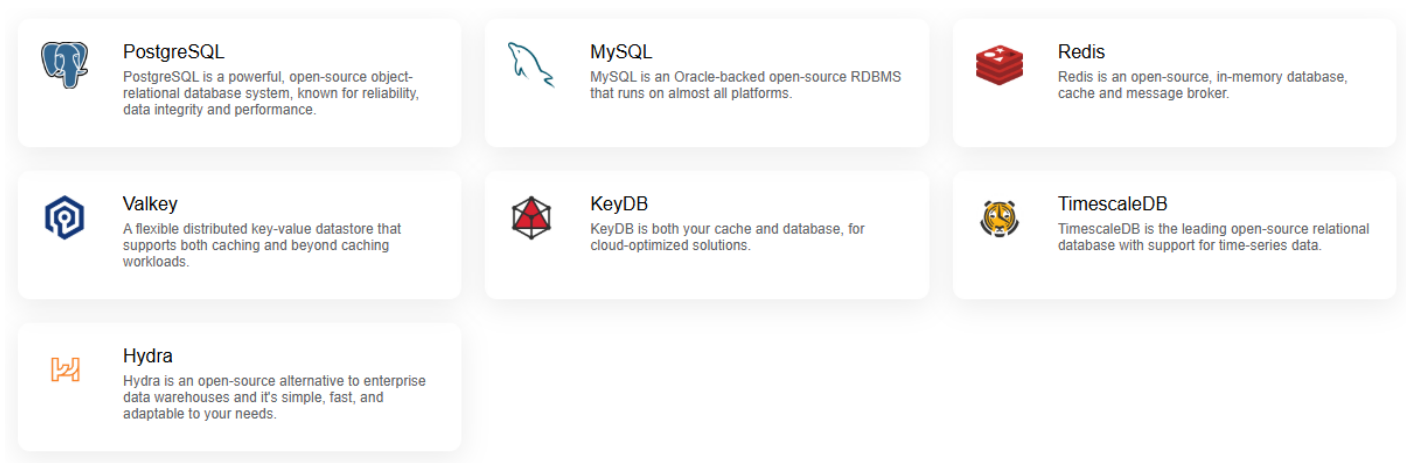 PostgreSQL
PostgreSQL is a powerful, open-source object-
relational database system, known for reliability,
data integrity and performance.
MySQL
MySQL is an Oracle-backed open-source RDBMS
that runs on almost all platforms.
Redis
Redis is an open-source, in-memory database,
cache and message broker.
Valkey
A flexible distributed key-value datastore that
supports both caching and beyond caching
workloads.
KeyDB
KeyDB is both your cache and database, for
cloud-optimized solutions.
TimescaleDB
TimescaleDB is the leading open-source relational
database with support for time-series data.
Hydra
Hydra is an open-source alternative to enterprise
data warehouses and it's simple, fast, and
adaptable to your needs.